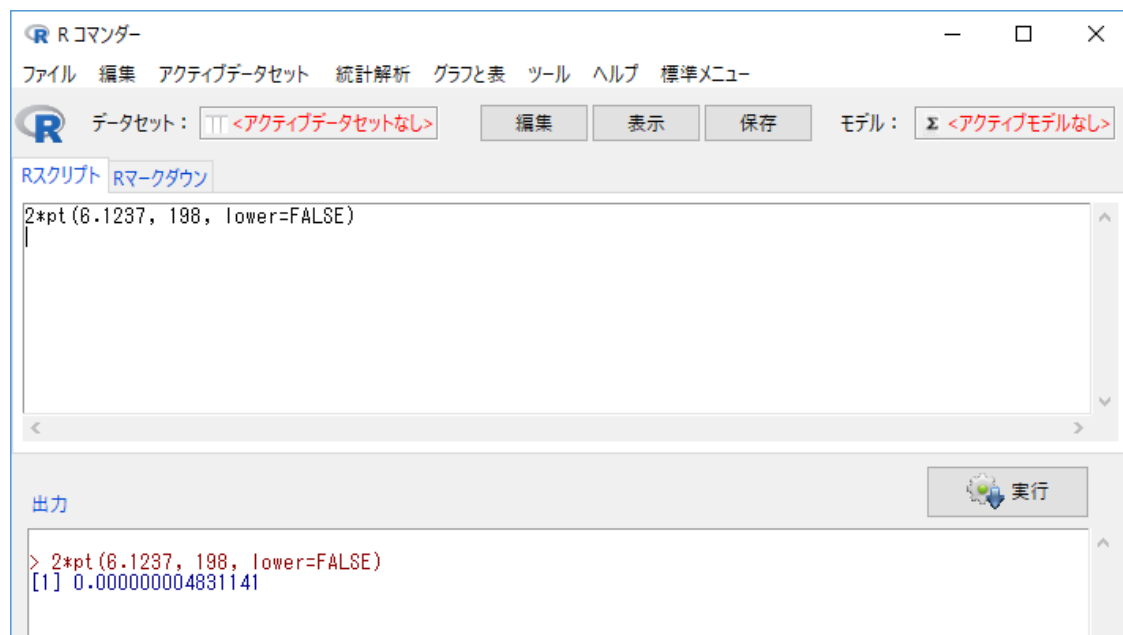 R コマンダー
ファイル 編集 アクティブデータセット 統計解析 グラフと表 ツール ヘルプ 標準メニュー
データセット： <アクティブデータセットなし> 編集 表示 保存 モデル： Σ <アクティブモデルなし>
Rスクリプト Rマークダウン
2*pt(6.1237, 198, lower=FALSE)
実行
出力
> 2*pt(6.1237, 198, lower=FALSE)
[1] 0.000000004831141